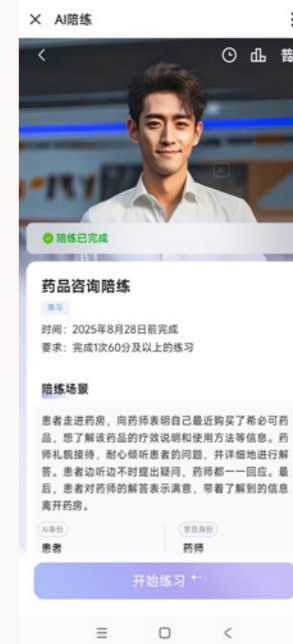 AI陪练
普
AI
陪练已完成
药品咨询陪练
练习
时间：2025年8月28日前完成
要求：完成1次60分及以上的练习
陪练场景
患者走进药房，向药师表明自己最近购买了希必可药
品，想了解该药品的疗效说明和使用方法等信息。药
师礼貌接待，耐心倾听患者的问题，并详细地进行解
答。患者边听边不时提出疑问，药师都一一回应。最
后，患者对药师的解答表示满意，带着了解到的信息
离开药房。
AI身份
学员身份
患者
药师
开始练习